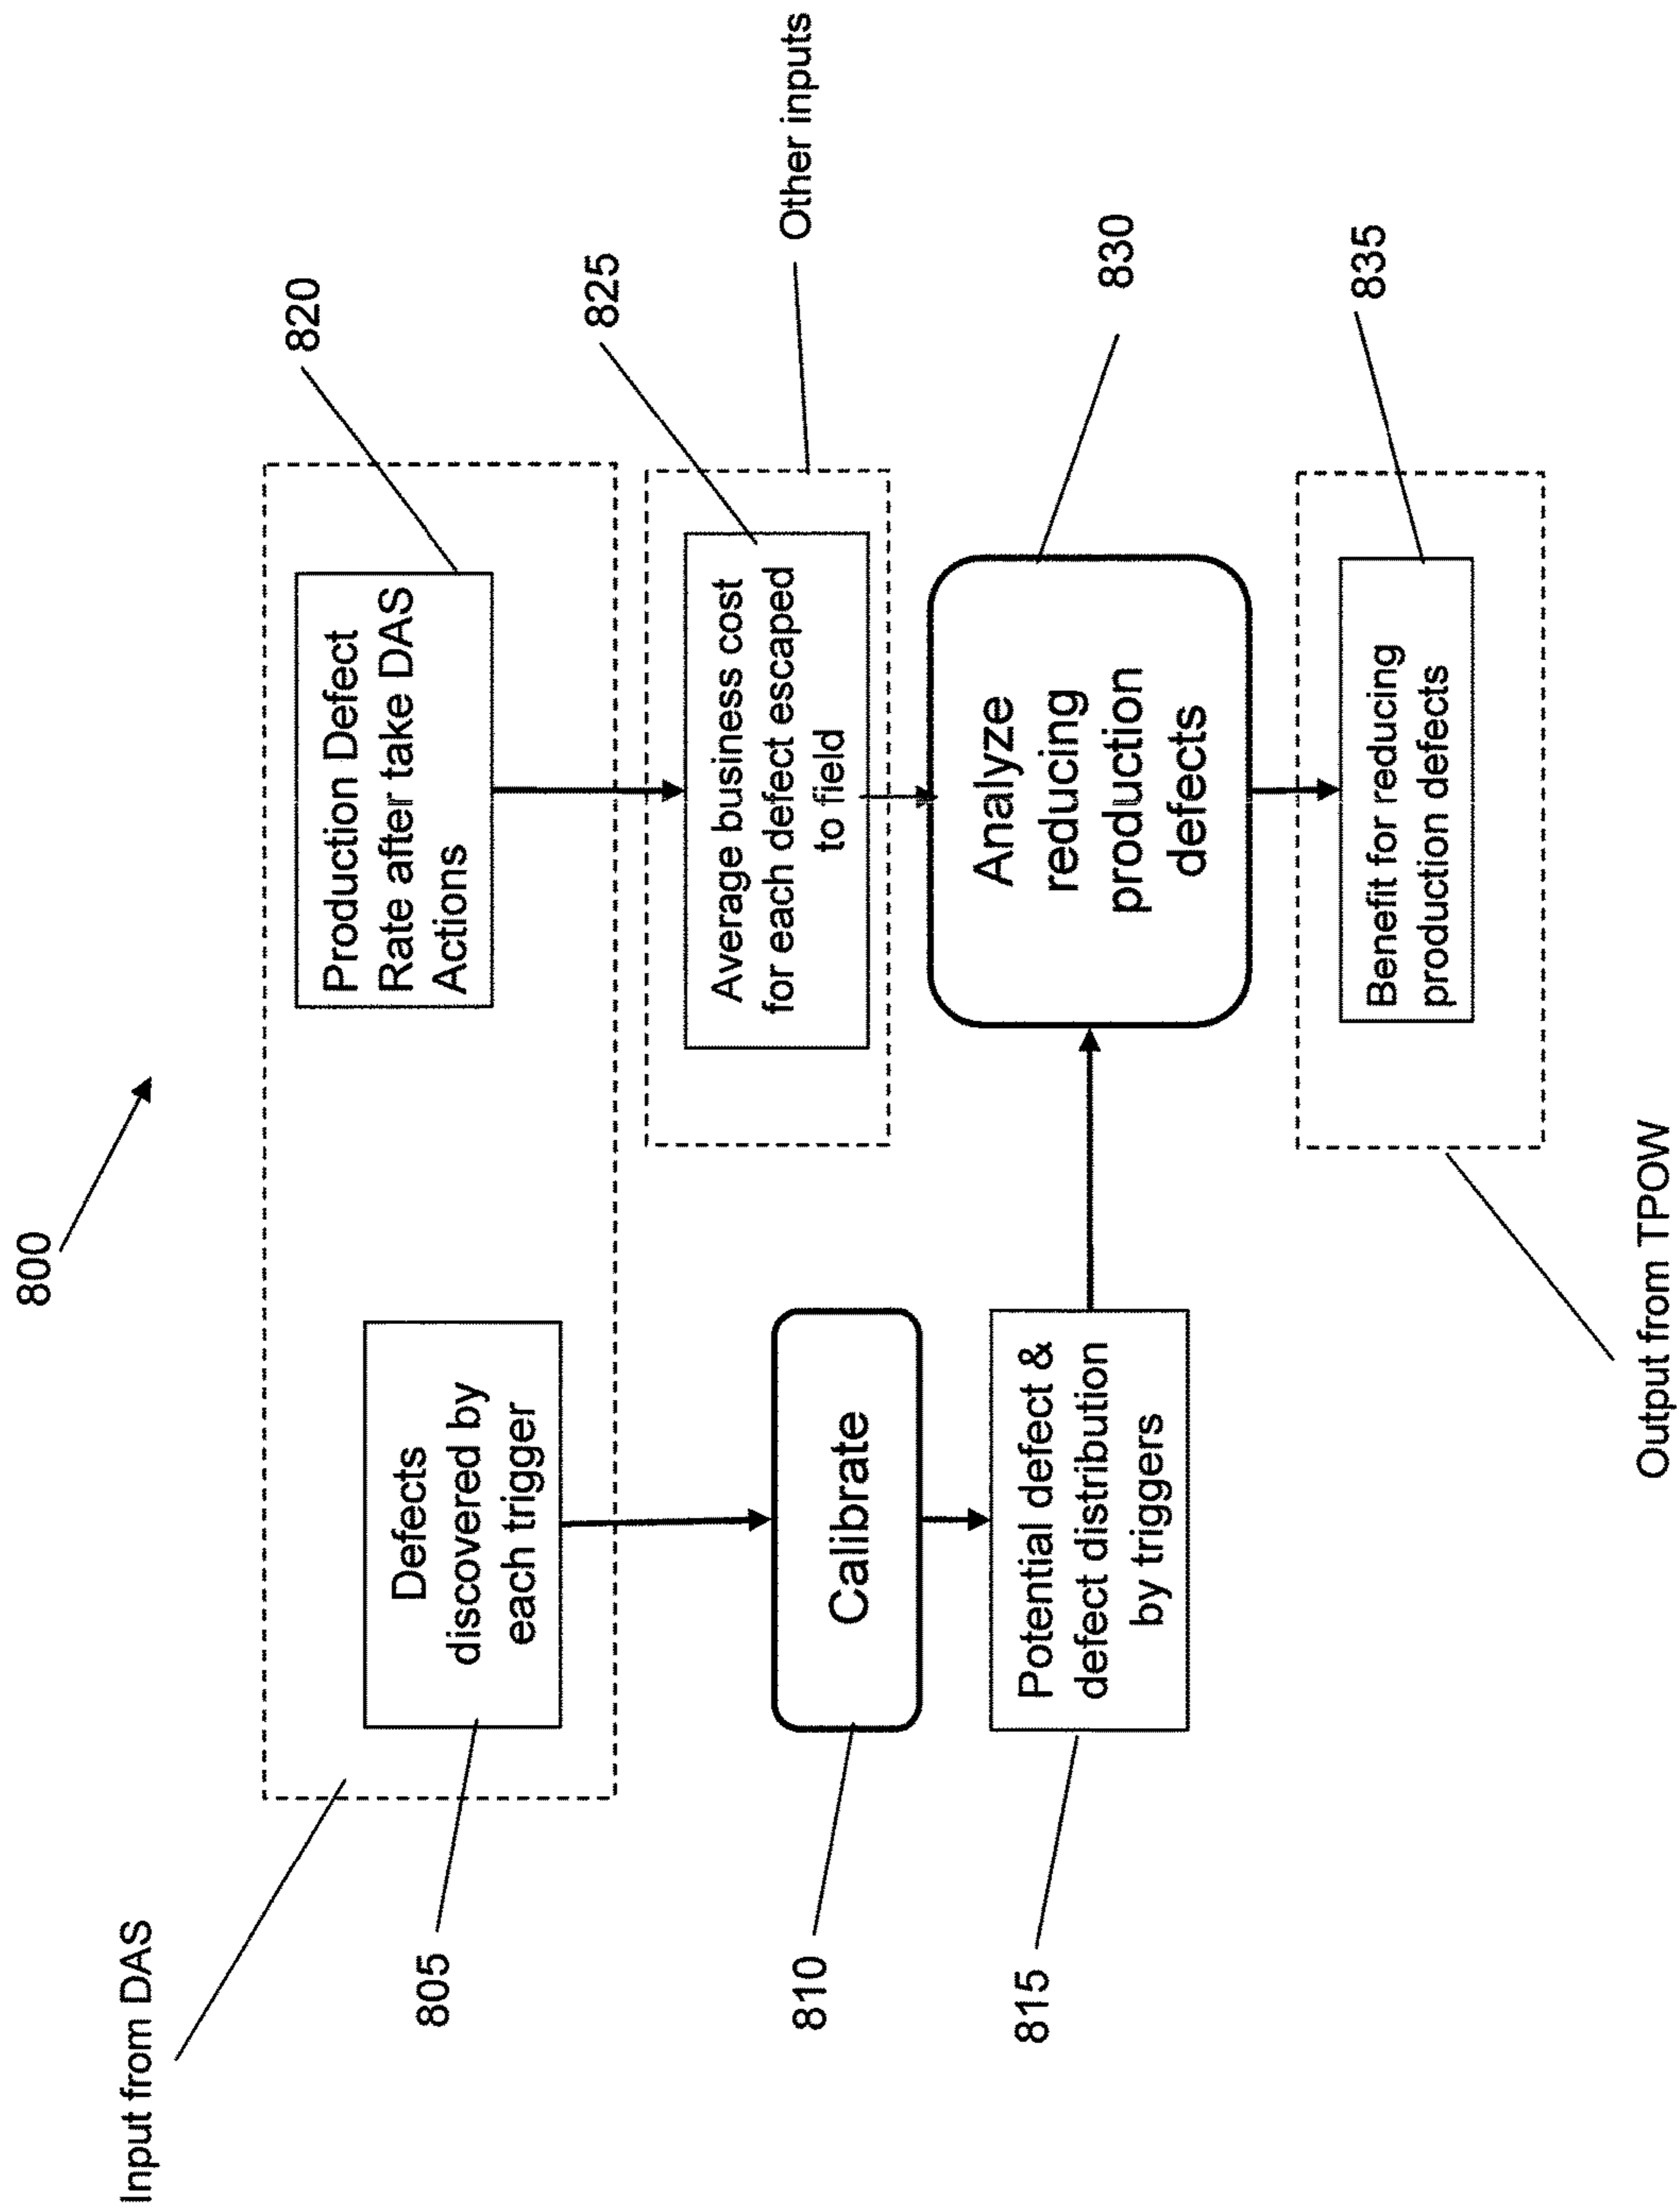 800
Input from DAS
805
Defects
discovered by
each trigger
820
Production Defect
Rate after take DAS
Actions
825
Average business cost
for each defect escaped
to field
Other inputs
810
Calibrate
815
Potential defect &
defect distribution
by triggers
830
Analyze
reducing
production
defects
835
Benefit for reducing
production defects
Output from TPOW